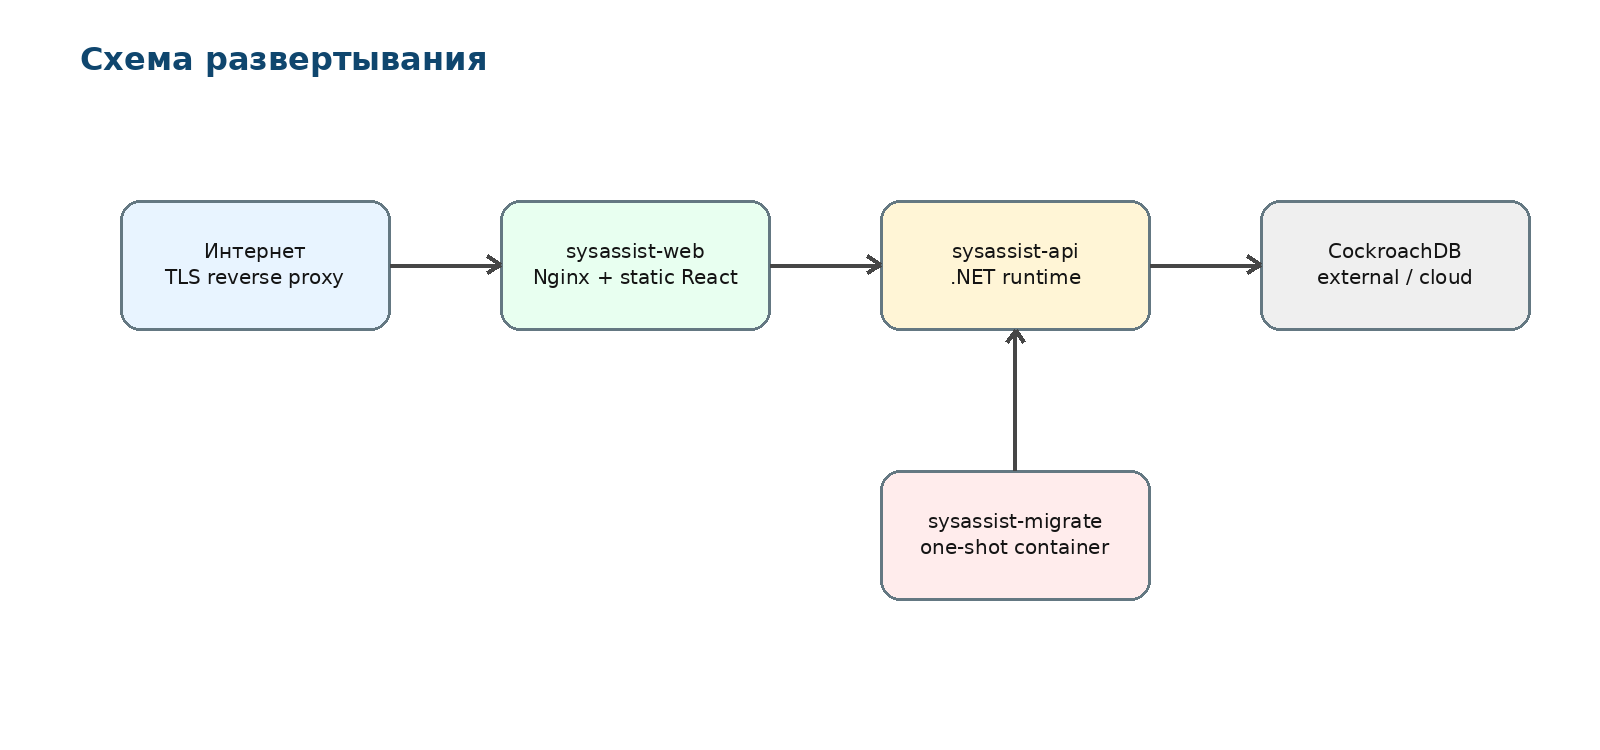 Схема развертывания
Интернет
TLS reverse proxy
sysassist-web
Nginx + static React
sysassist-api
.NET runtime
CockroachDB
external / cloud
sysassist-migrate
one-shot container